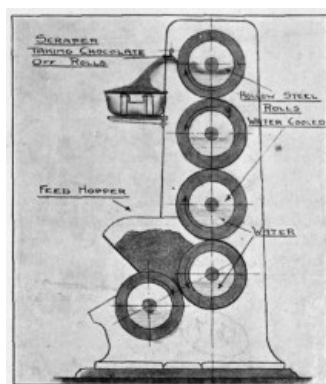 SCRAPER
TAKING CHOCOLATE
OFF ROLLS
HOLLOW STEEL
ROLLS
WATER COOLED
FEED HOPPER
WATER